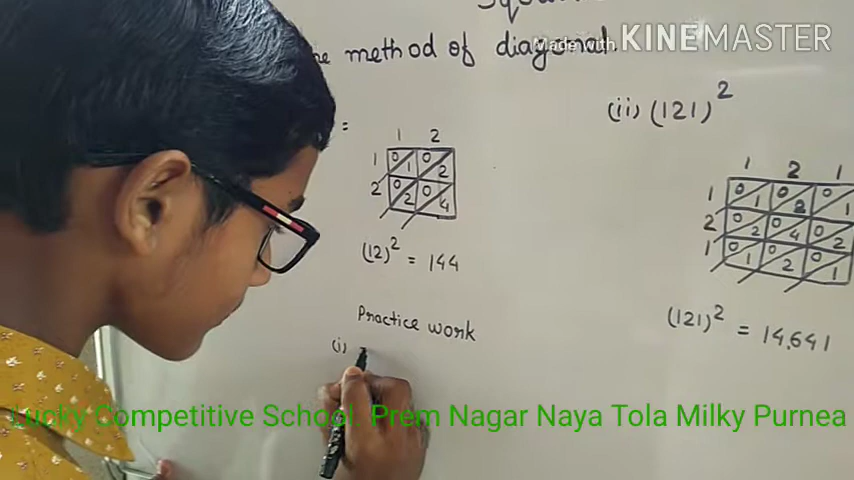 Made with KINEMASTER
method of diagonal.
=
1 2
1 0 1 0 2
2 0 2 0 4
(12)² = 144
(ii) (121)²
1 2 1
1 0 1 0 2 0 1
2 0 2 0 4 0 2
1 0 1 0 2 0 1
(121)² = 14641
Practice work
(i)
Lucky Competitive School. Prem Nagar Naya Tola Milky Purnea